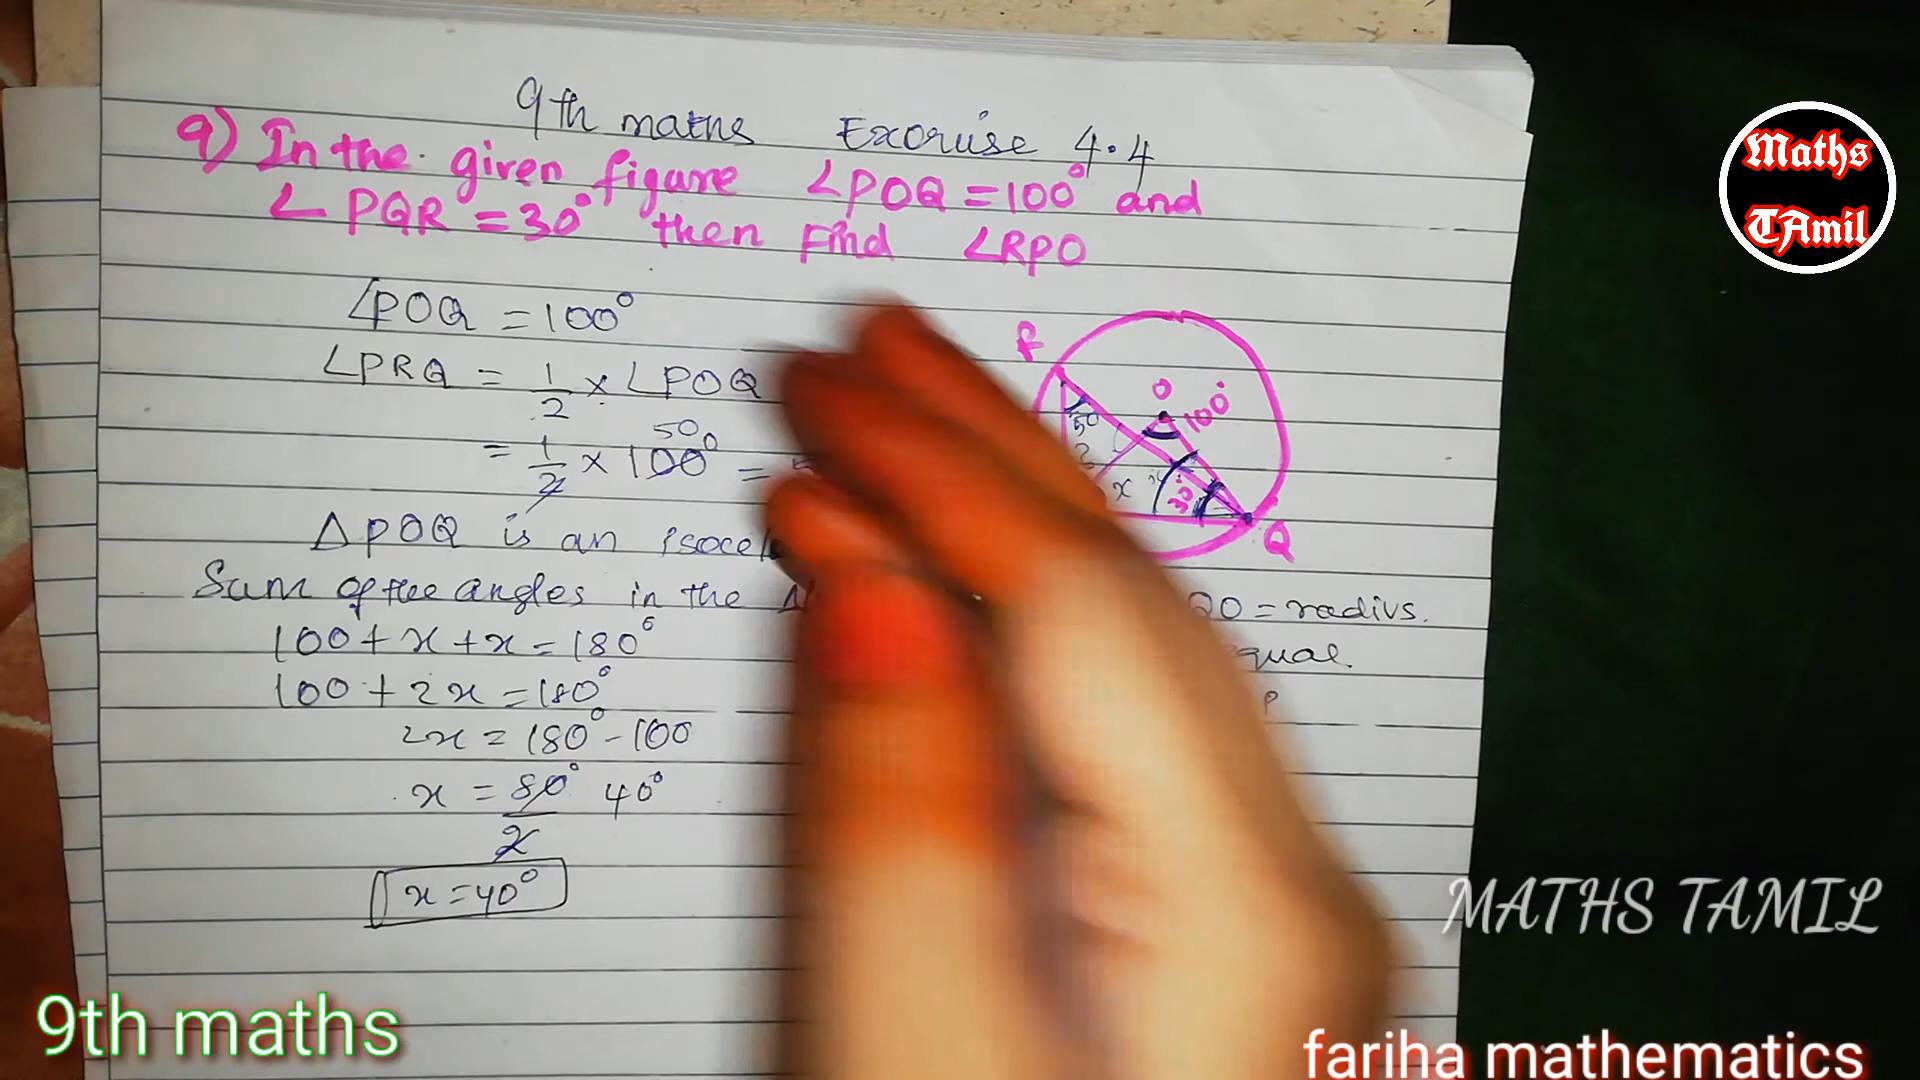 9th maths Exercise 4.4
9) In the given figure ∠POQ = 100° and
∠PQR = 30° then Find ∠RPO
∠POQ = 100°
∠PRQ = 1/2 × ∠POQ
= 1/2 × 100° =
50
ΔPOQ is an
Sum of the angles in the
100 + x + x = 180°
100 + 2x = 180°
2x = 180° - 100
x = 80°/2 40°
x = 40°
R
O
100°
50
x
30°
Q
QO = radius.
Maths
TAmil
MATHS TAMIL
9th maths
fariha mathematics